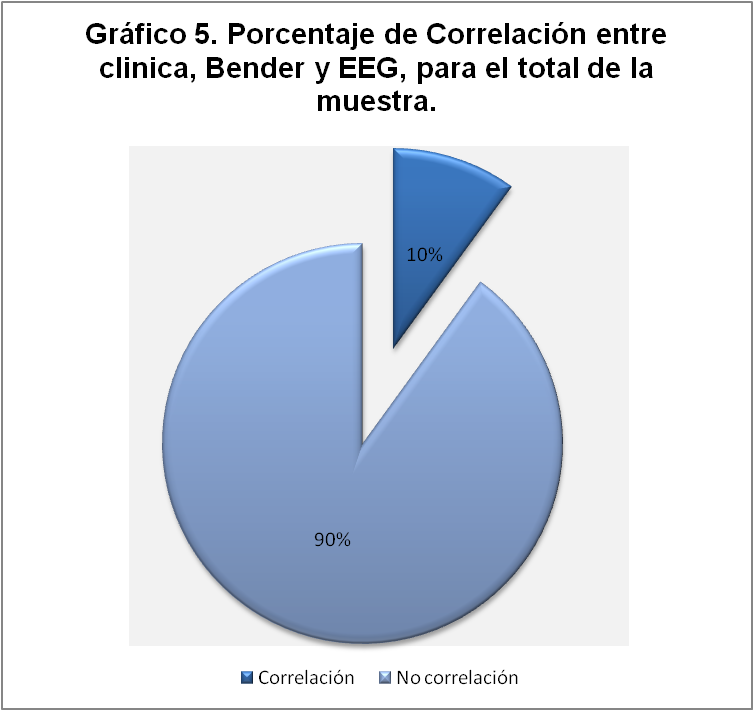 Gráfico 5. Porcentaje de Correlación entre
clinica, Bender y EEG, para el total de la
muestra.
10%
90%
Correlación No correlación